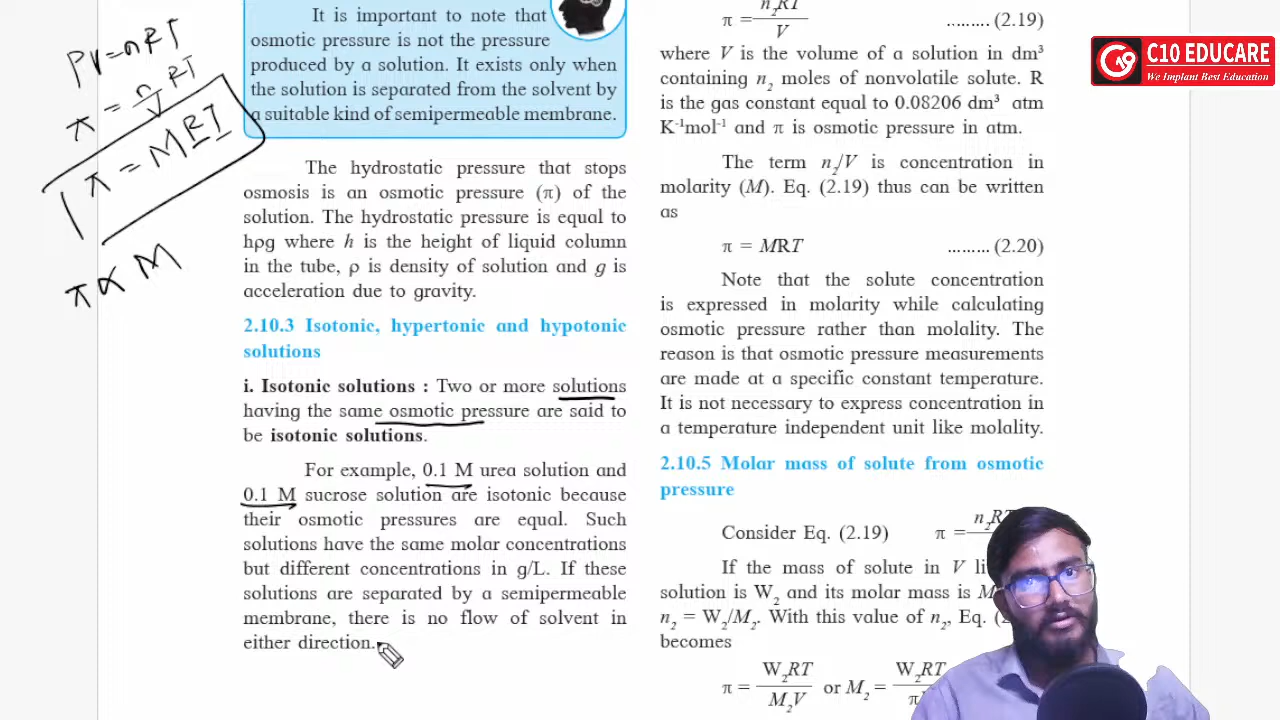 PV = nRT
π = n/V RT
π = MRT
π ∝ M
It is important to note that
osmotic pressure is not the pressure
produced by a solution. It exists only when
the solution is separated from the solvent by
a suitable kind of semipermeable membrane.
The hydrostatic pressure that stops
osmosis is an osmotic pressure (π) of the
solution. The hydrostatic pressure is equal to
hρg where h is the height of liquid column
in the tube, ρ is density of solution and g is
acceleration due to gravity.
2.10.3 Isotonic, hypertonic and hypotonic
solutions
i. Isotonic solutions : Two or more solutions
having the same osmotic pressure are said to
be isotonic solutions.
For example, 0.1 M urea solution and
0.1 M sucrose solution are isotonic because
their osmotic pressures are equal. Such
solutions have the same molar concentrations
but different concentrations in g/L. If these
solutions are separated by a semipermeable
membrane, there is no flow of solvent in
either direction.
π = n₂RT/V ......... (2.19)
where V is the volume of a solution in dm³
containing n₂ moles of nonvolatile solute. R
is the gas constant equal to 0.08206 dm³ atm
K⁻¹mol⁻¹ and π is osmotic pressure in atm.
The term n₂/V is concentration in
molarity (M). Eq. (2.19) thus can be written
as
π = MRT ......... (2.20)
Note that the solute concentration
is expressed in molarity while calculating
osmotic pressure rather than molality. The
reason is that osmotic pressure measurements
are made at a specific constant temperature.
It is not necessary to express concentration in
a temperature independent unit like molality.
2.10.5 Molar mass of solute from osmotic
pressure
Consider Eq. (2.19) π = n₂RT
If the mass of solute in V
solution is W₂ and its molar mass is
n₂ = W₂/M₂. With this value of n₂, Eq.
becomes
π = W₂RT/M₂V or M₂ = W₂RT/π
C10 EDUCARE
We Implant Best Education